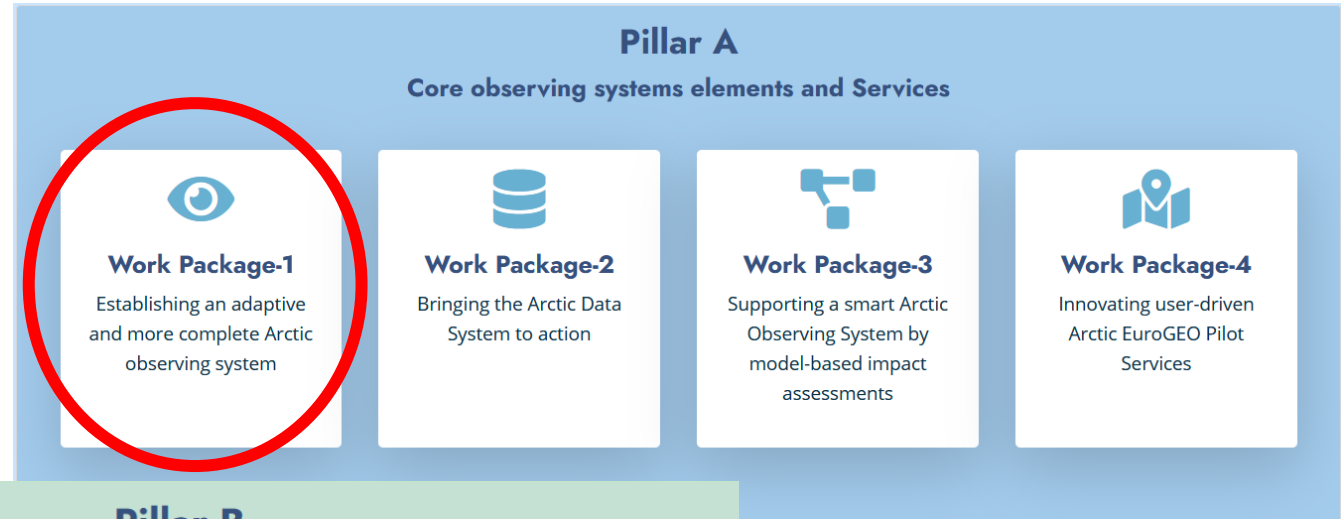 Pillar A
Core observing systems elements and Services
Work Package-1
Establishing an adaptive
and more complete Arctic
observing system
Work Package-2
Bringing the Arctic Data
System to action
Work Package-3
Supporting a smart Arctic
Observing System by
model-based impact
assessments
Work Package-4
Innovating user-driven
Arctic EuroGEO Pilot
Services
Pillar B